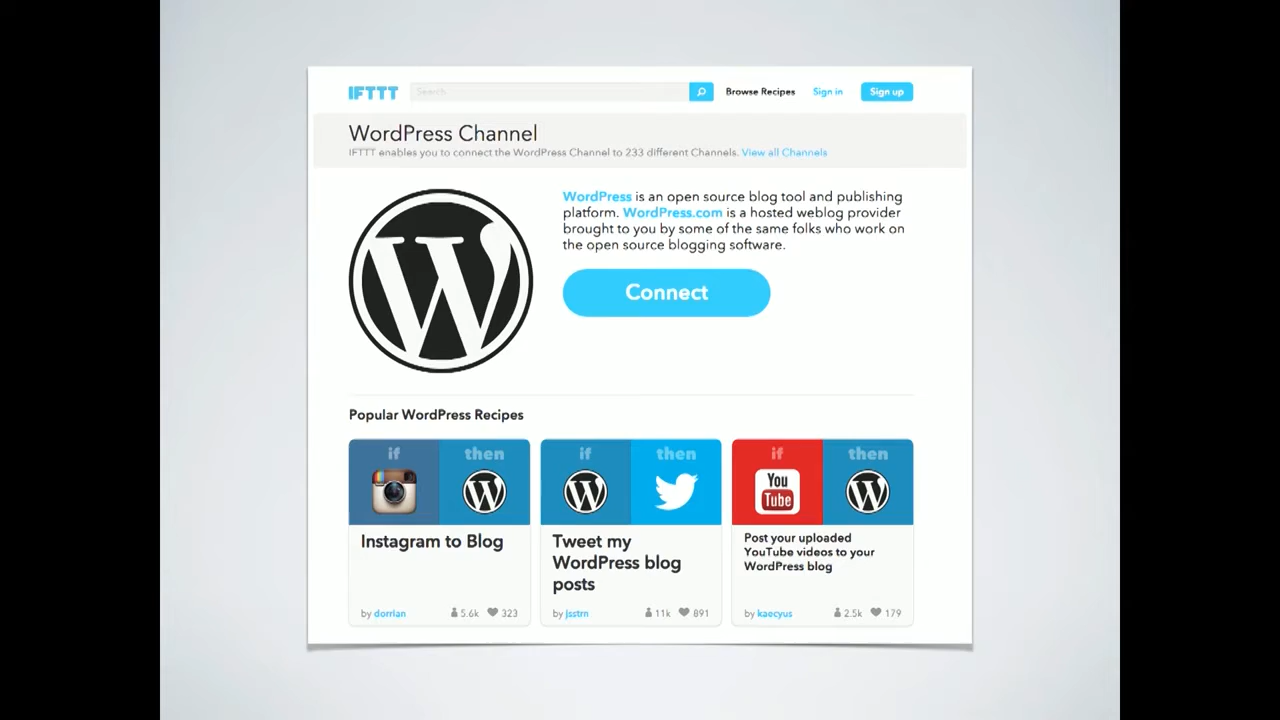 IFTTT Search Browse Recipes Sign in Sign up
WordPress Channel
IFTTT enables you to connect the WordPress Channel to 233 different Channels. View all Channels
WordPress is an open source blog tool and publishing
platform. WordPress.com is a hosted weblog provider
brought to you by some of the same folks who work on
the open source blogging software.
Connect
Popular WordPress Recipes
if then
Instagram to Blog
by dorrian 5.6k 323
if then
Tweet my
WordPress blog
posts
by jsstrn 11k 891
if then
You
Tube
Post your uploaded
YouTube videos to your
WordPress blog
by kaecyus 2.5k 179